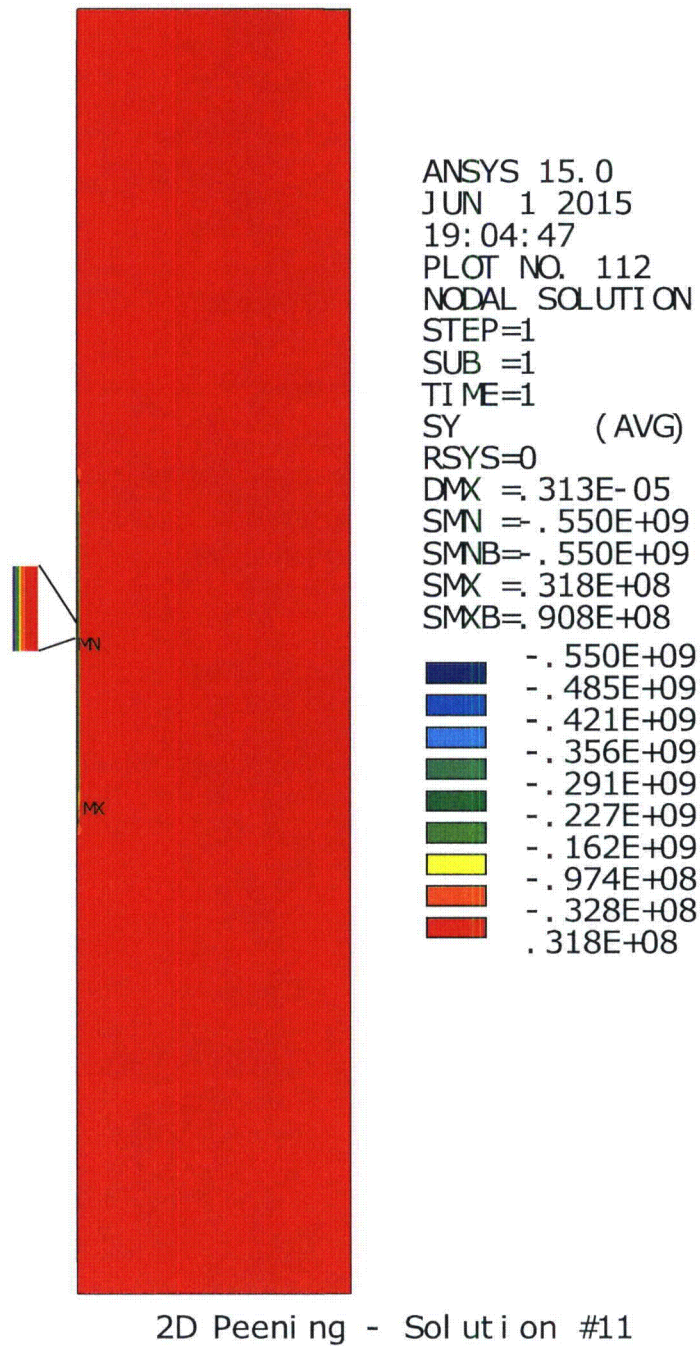 ANSYS 15.0
JUN 1 2015
19:04:47
PLOT NO. 112
NODAL SOLUTION
STEP=1
SUB =1
TIME=1
SY (AVG)
RSYS=0
DMX =.313E-05
SMN =-.550E+09
SMNB=-.550E+09
SMX =.318E+08
SMXB=.908E+08
-.550E+09
-.485E+09
-.421E+09
-.356E+09
-.291E+09
-.227E+09
-.162E+09
-.974E+08
-.328E+08
.318E+08
MN
MX
2D Peening - Solution #11